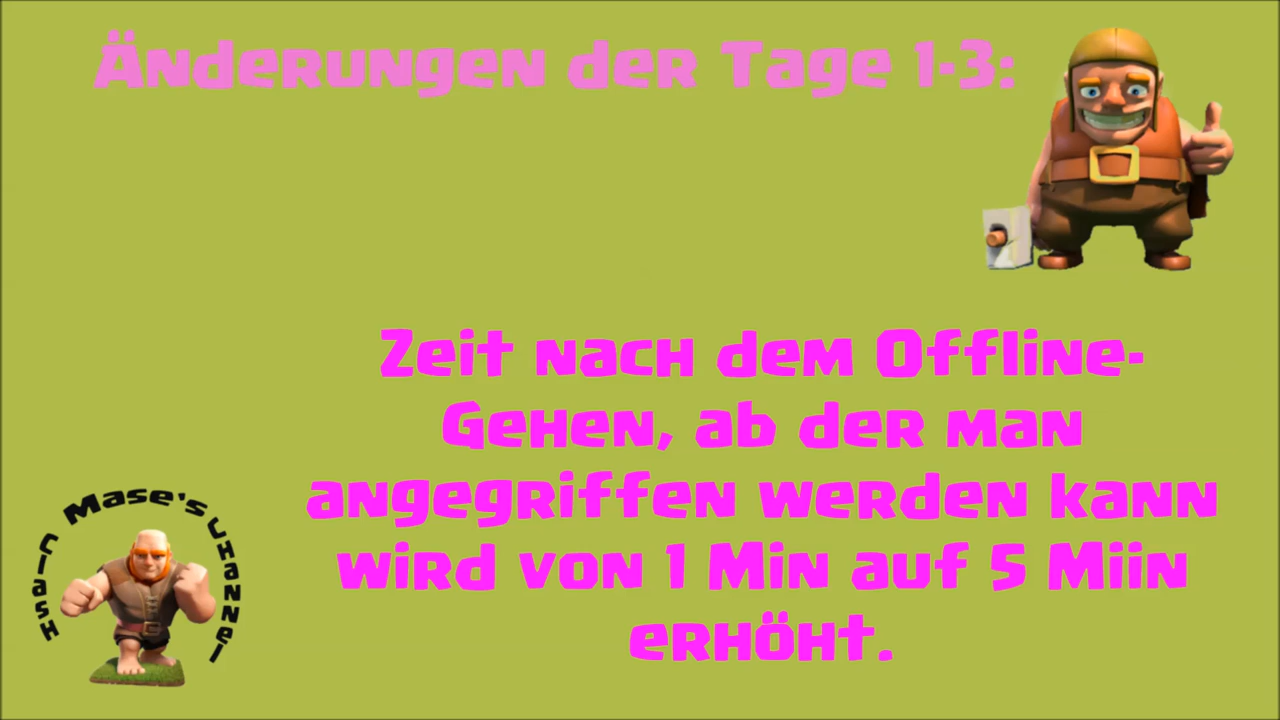 Änderungen der Tage 1-3:
Zeit nach dem Offline-
Gehen, ab der man
angegriffen werden kann
wird von 1 Min auf 5 Miin
erhöht.
Clash Mase's Channel